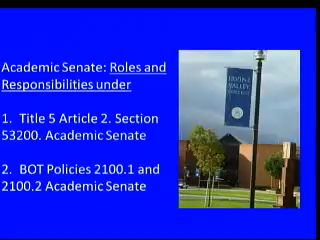 Academic Senate: Roles and
Responsibilities under
1. Title 5 Article 2. Section
53200. Academic Senate
2. BOT Policies 2100.1 and
2100.2 Academic Senate
VALLEY